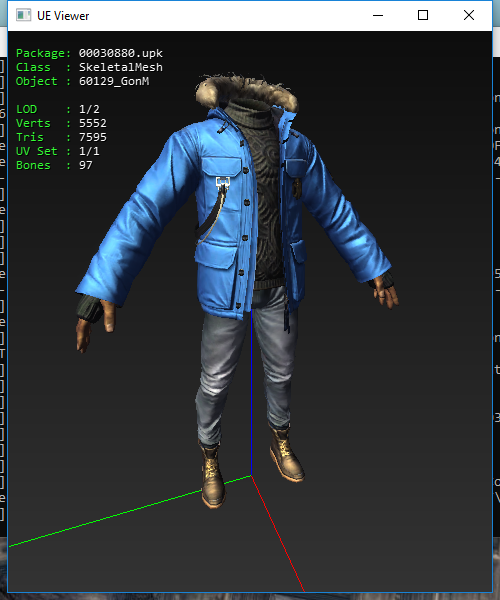 UE Viewer
Package: 00030880.upk
Class : SkeletalMesh
Object : 60129_GonM
LOD : 1/2
Verts : 5552
Tris : 7595
UV Set : 1/1
Bones : 97